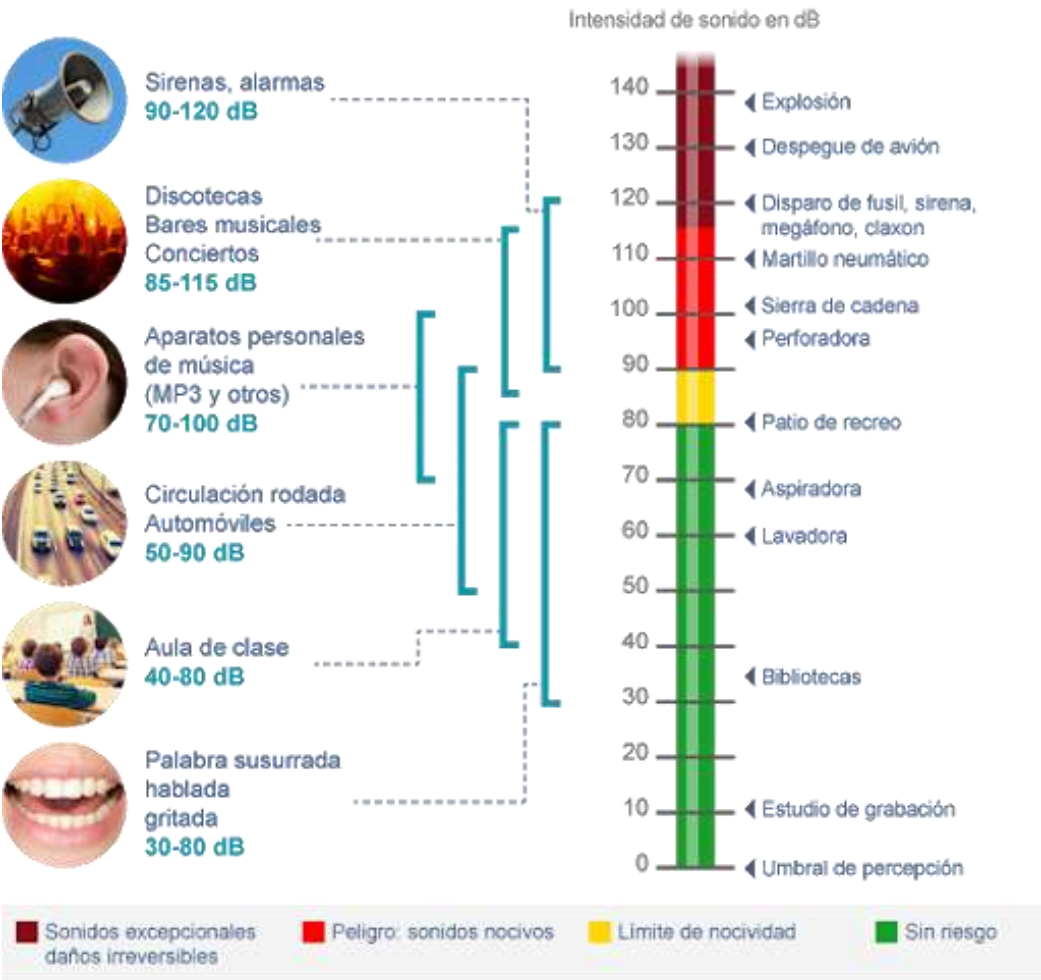 Intensidad de sonido en dB
Sirenas, alarmas
90-120 dB
Discotecas
Bares musicales
Conciertos
85-115 dB
Aparatos personales
de música
(MP3 y otros)
70-100 dB
Circulación rodada
Automóviles
50-90 dB
Aula de clase
40-80 dB
Palabra susurrada
hablada
gritada
30-80 dB
140
Explosión
130
Despegue de avión
120
Disparo de fusil, sirena,
megáfono, claxon
110
Martillo neumático
100
Sierra de cadena
Perforadora
90
80
Patio de recreo
70
Aspiradora
60
Lavadora
50
40
Bibliotecas
30
20
10
Estudio de grabación
0
Umbral de percepción
Sonidos excepcionales
daños irreversibles
Peligro: sonidos nocivos
Límite de nocividad
Sin riesgo